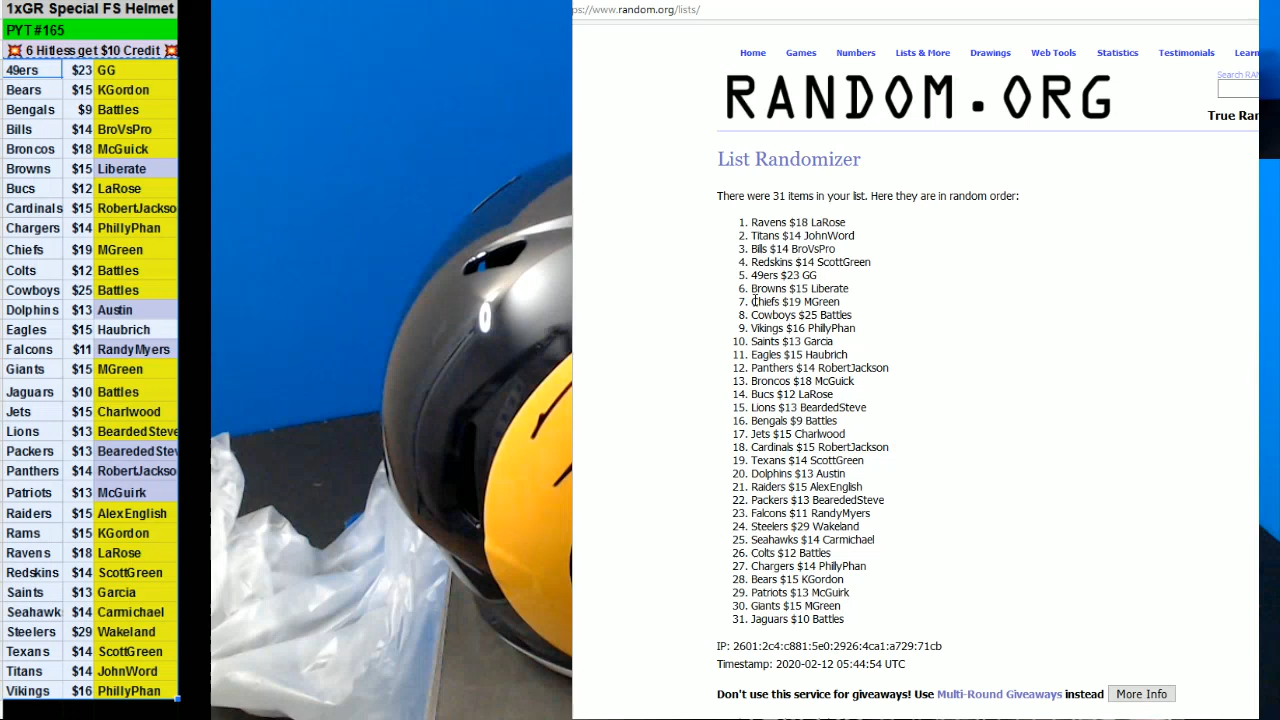 1xGR Special FS Helmet
PYT #165
💥 6 Hitless get $10 Credit 💥
49ers $23 GG
Bears $15 KGordon
Bengals $9 Battles
Bills $14 BroVsPro
Broncos $18 McGuick
Browns $15 Liberate
Bucs $12 LaRose
Cardinals $15 RobertJackso
Chargers $14 PhillyPhan
Chiefs $19 MGreen
Colts $12 Battles
Cowboys $25 Battles
Dolphins $13 Austin
Eagles $15 Haubrich
Falcons $11 RandyMyers
Giants $15 MGreen
Jaguars $10 Battles
Jets $15 Charlwood
Lions $13 BeardedSteve
Packers $13 BearededStev
Panthers $14 RobertJackso
Patriots $13 McGuirk
Raiders $15 AlexEnglish
Rams $15 KGordon
Ravens $18 LaRose
Redskins $14 ScottGreen
Saints $13 Garcia
Seahawk $14 Carmichael
Steelers $29 Wakeland
Texans $14 ScottGreen
Titans $14 JohnWord
Vikings $16 PhillyPhan
ps://www.random.org/lists/
Home Games Numbers Lists & More Drawings Web Tools Statistics Testimonials Learn
Search RAN
RANDOM.ORG
True Ran
List Randomizer
There were 31 items in your list. Here they are in random order:
1. Ravens $18 LaRose
2. Titans $14 JohnWord
3. Bills $14 BroVsPro
4. Redskins $14 ScottGreen
5. 49ers $23 GG
6. Browns $15 Liberate
7. Chiefs $19 MGreen
8. Cowboys $25 Battles
9. Vikings $16 PhillyPhan
10. Saints $13 Garcia
11. Eagles $15 Haubrich
12. Panthers $14 RobertJackson
13. Broncos $18 McGuick
14. Bucs $12 LaRose
15. Lions $13 BeardedSteve
16. Bengals $9 Battles
17. Jets $15 Charlwood
18. Cardinals $15 RobertJackson
19. Texans $14 ScottGreen
20. Dolphins $13 Austin
21. Raiders $15 AlexEnglish
22. Packers $13 BearededSteve
23. Falcons $11 RandyMyers
24. Steelers $29 Wakeland
25. Seahawks $14 Carmichael
26. Colts $12 Battles
27. Chargers $14 PhillyPhan
28. Bears $15 KGordon
29. Patriots $13 McGuirk
30. Giants $15 MGreen
31. Jaguars $10 Battles
IP: 2601:2c4:c881:5e0:2926:4ca1:a729:71cb
Timestamp: 2020-02-12 05:44:54 UTC
Don't use this service for giveaways! Use Multi-Round Giveaways instead More Info